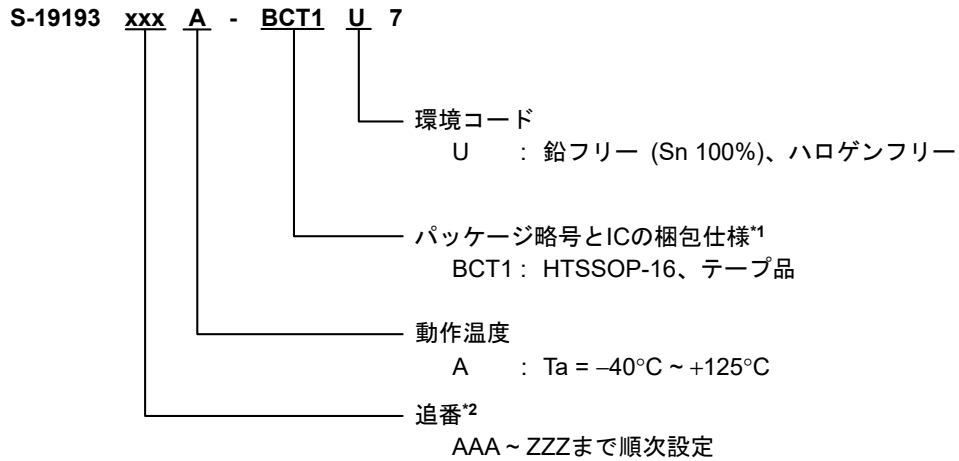 S-19193 xxx A - BCT1 U 7
環境コード
U : 鉛フリー (Sn 100%)、ハロゲンフリー
パッケージ略号とICの梱包仕様*1
BCT1 : HTSSOP-16、テープ品
動作温度
A : Ta = −40°C ~ +125°C
追番*2
AAA ~ ZZZまで順次設定